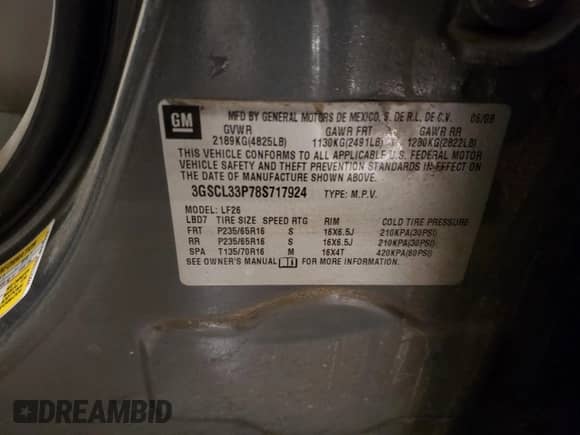 GM
MFD BY GENERAL MOTORS DE MEXICO, S. DE R.L. DE C.V. 06/08
GVWR GAWR FRT GAWR RR
2189KG(4825LB) 1130KG(2491LB) 1280KG(2822LB)
THIS VEHICLE CONFORMS TO ALL APPLICABLE U.S. FEDERAL MOTOR
VEHICLE SAFETY AND THEFT PREVENTION STANDARDS IN EFFECT ON
THE DATE OF MANUFACTURE SHOWN ABOVE.
3GSCL33P78S717924 TYPE: M.P.V.
MODEL: LF26
LBD7 TIRE SIZE SPEED RTG RIM COLD TIRE PRESSURE
FRT P235/65R16 S 16X6.5J 210KPA(30PSI)
RR P235/65R16 S 16X6.5J 210KPA(30PSI)
SPA T135/70R16 M 16X4T 420KPA(60PSI)
SEE OWNER'S MANUAL i FOR MORE INFORMATION.
DREAMBID